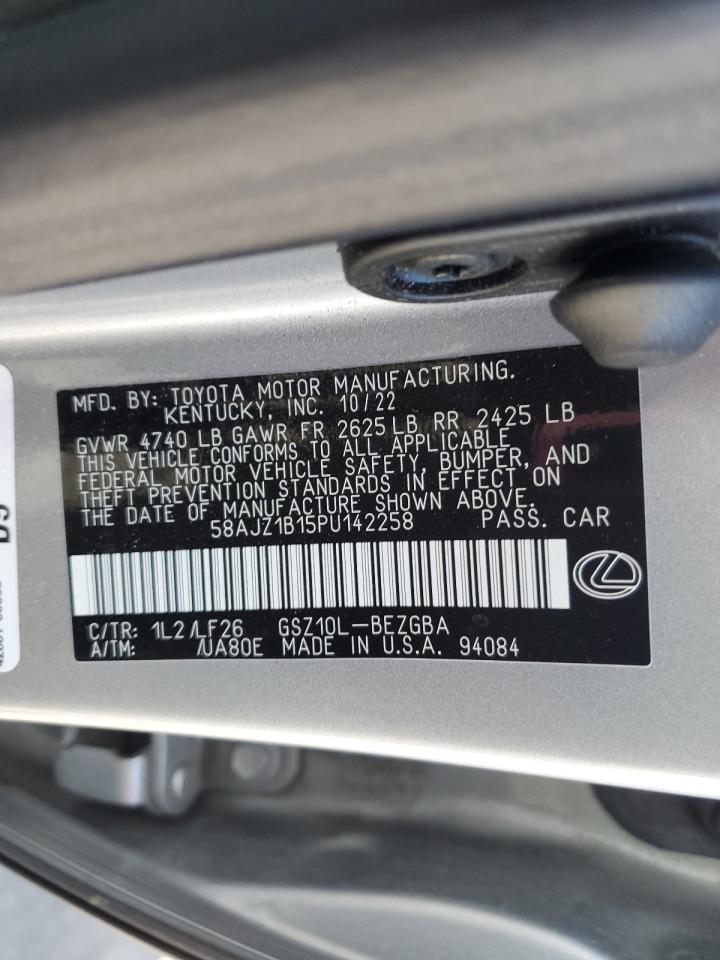 MFD. BY: TOYOTA MOTOR MANUFACTURING.
KENTUCKY, INC. 10/22
GVWR 4740 LB GAWR FR 2625 LB RR 2425 LB
THIS VEHICLE CONFORMS TO ALL APPLICABLE
FEDERAL MOTOR VEHICLE SAFETY, BUMPER, AND
THEFT PREVENTION STANDARDS IN EFFECT ON
THE DATE OF MANUFACTURE SHOWN ABOVE.
58AJZ1B15PU142258 PASS. CAR
C/TR: 1L2 /LF26 GSZ10L-BEZGBA
A/TM: /UA80E MADE IN U.S.A. 94084